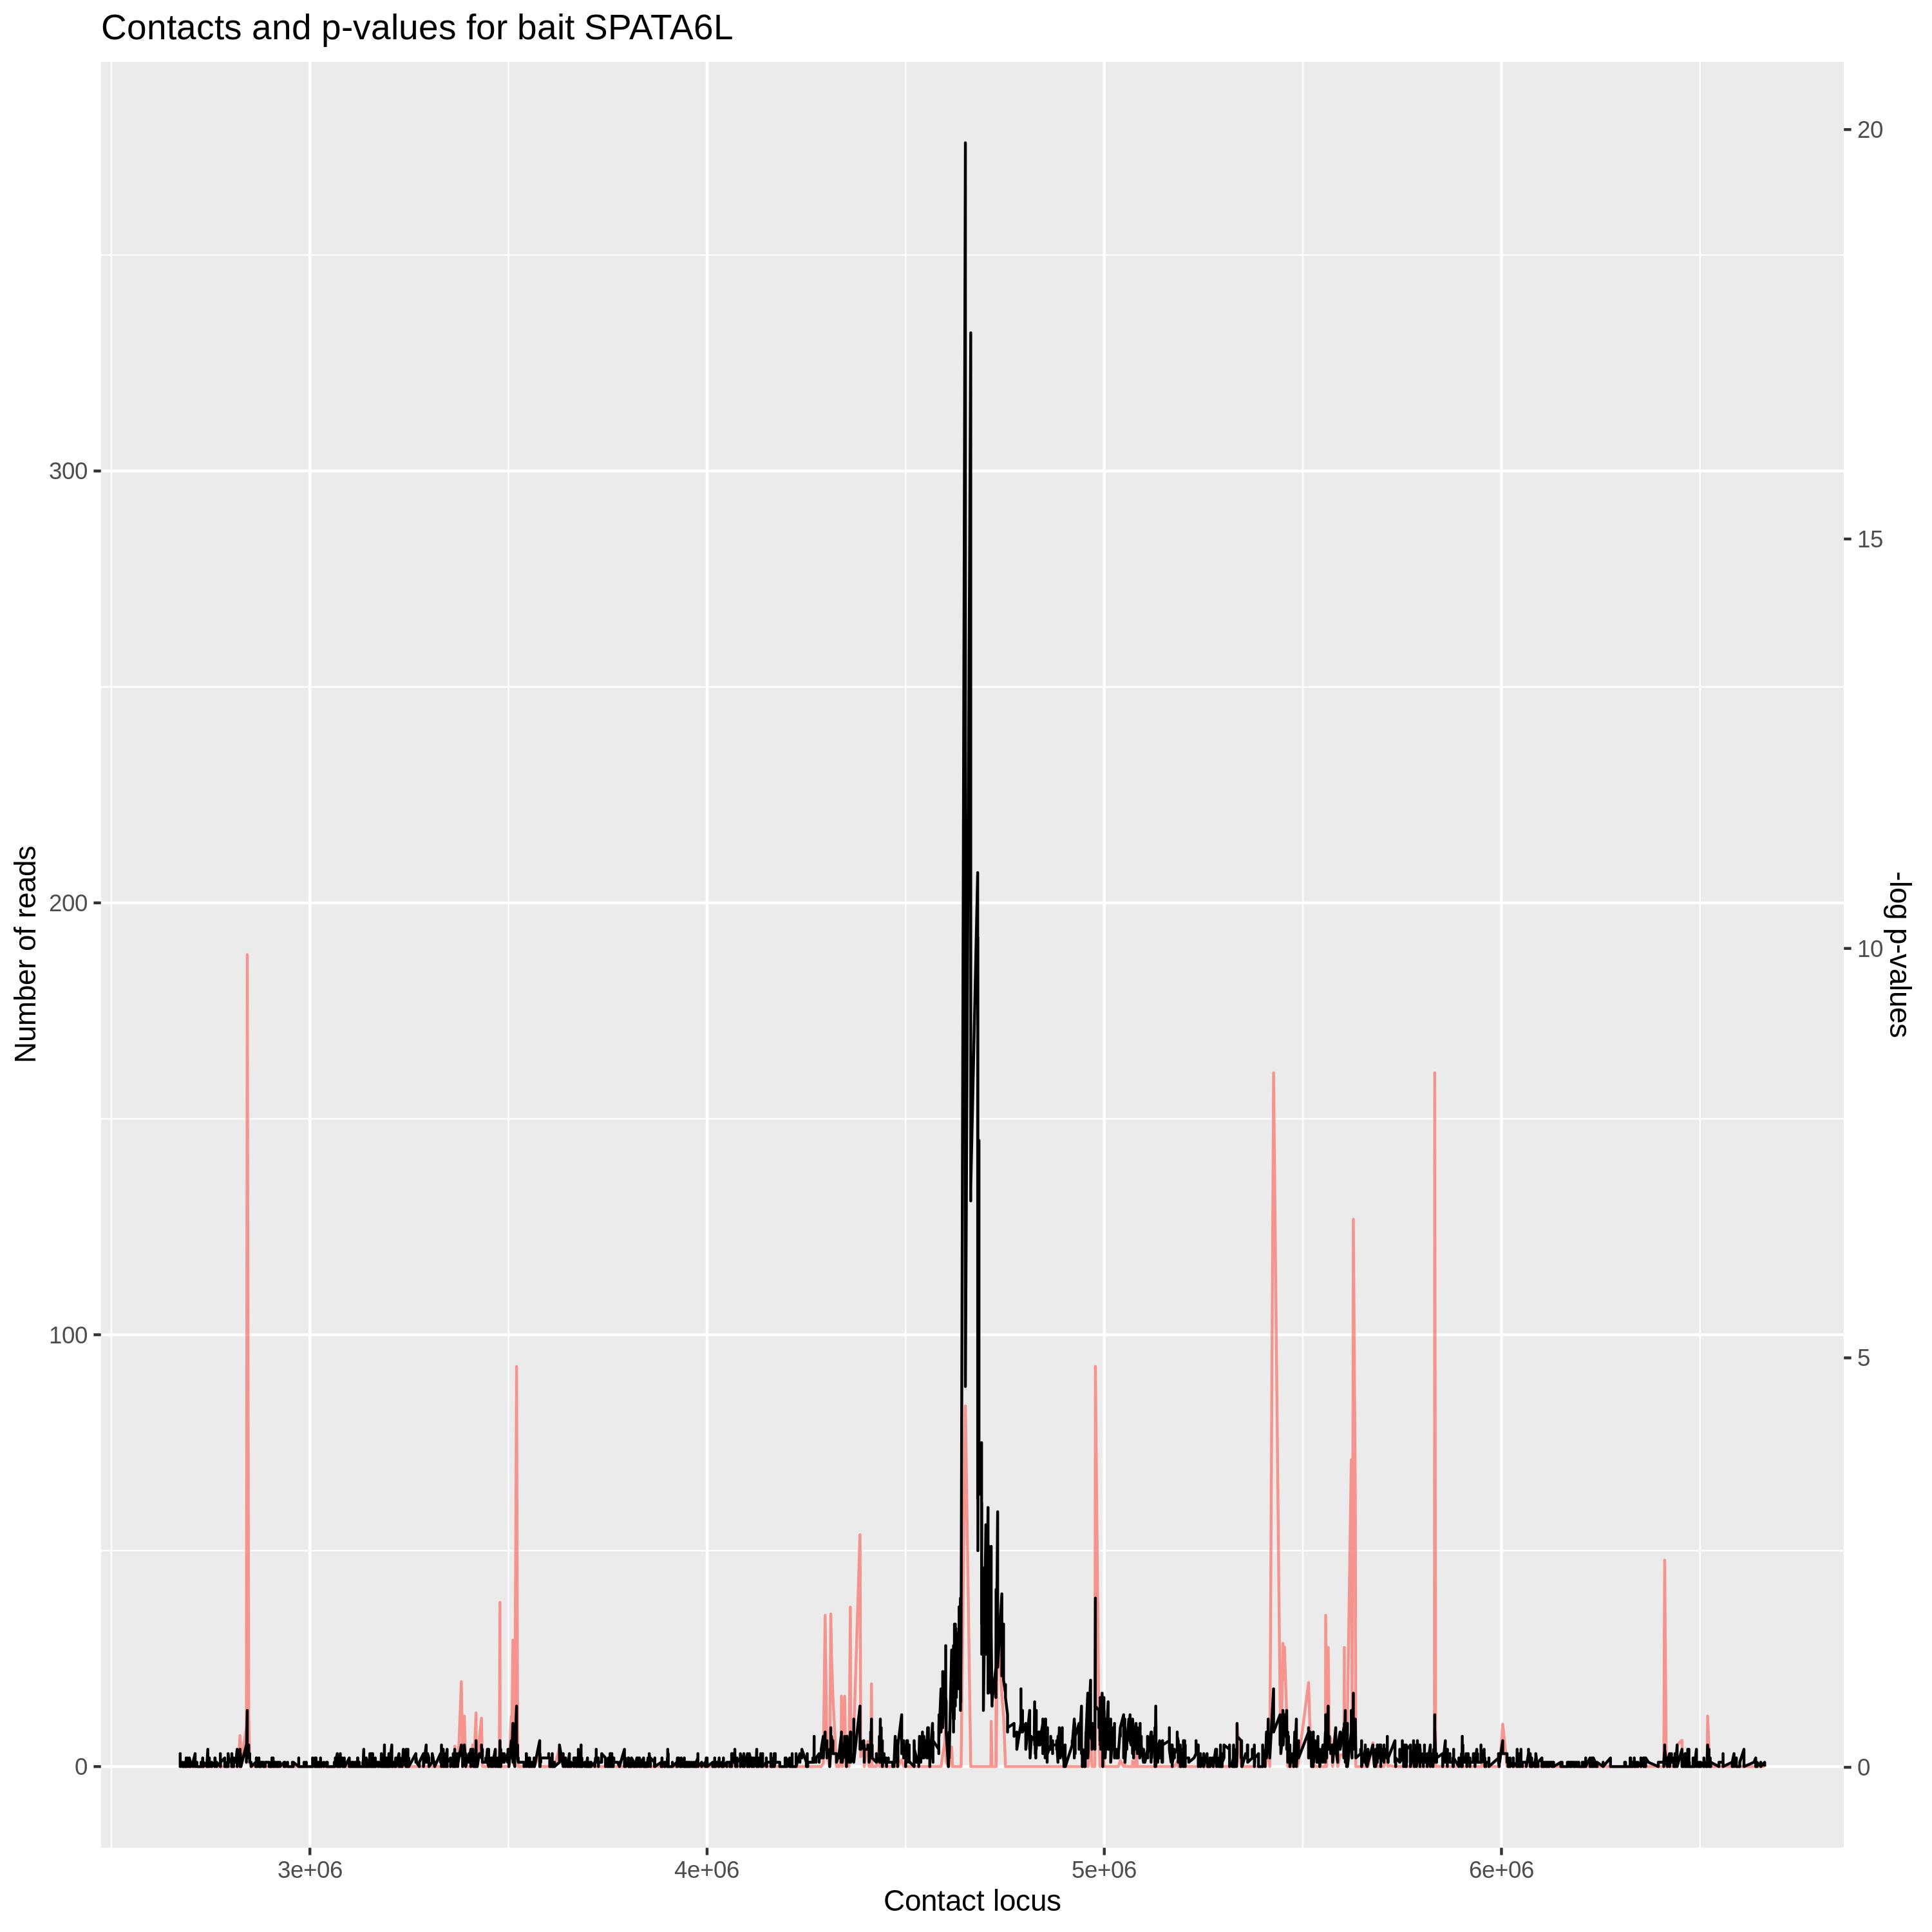 Contacts and p-values for bait SPATA6L
Number of reads
300
200
100
0
20
15
10
5
0
-log p-values
3e+06
4e+06
5e+06
6e+06
Contact locus